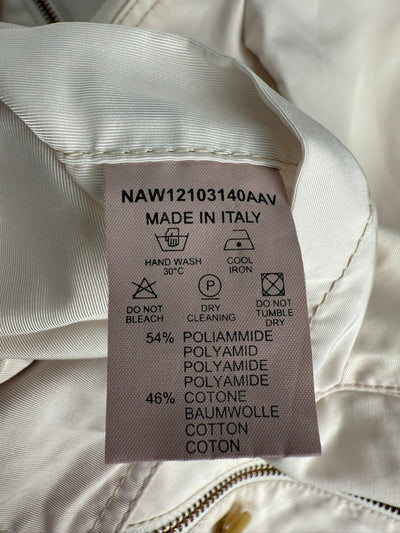 NAW12103140AAV
MADE IN ITALY
HAND WASH
30°C
COOL
IRON
DO NOT
BLEACH
P
DRY
CLEANING
DO NOT
TUMBLE
DRY
54% POLIAMMIDE
POLYAMID
POLYAMIDE
POLYAMIDE
46% COTONE
BAUMWOLLE
COTTON
COTON